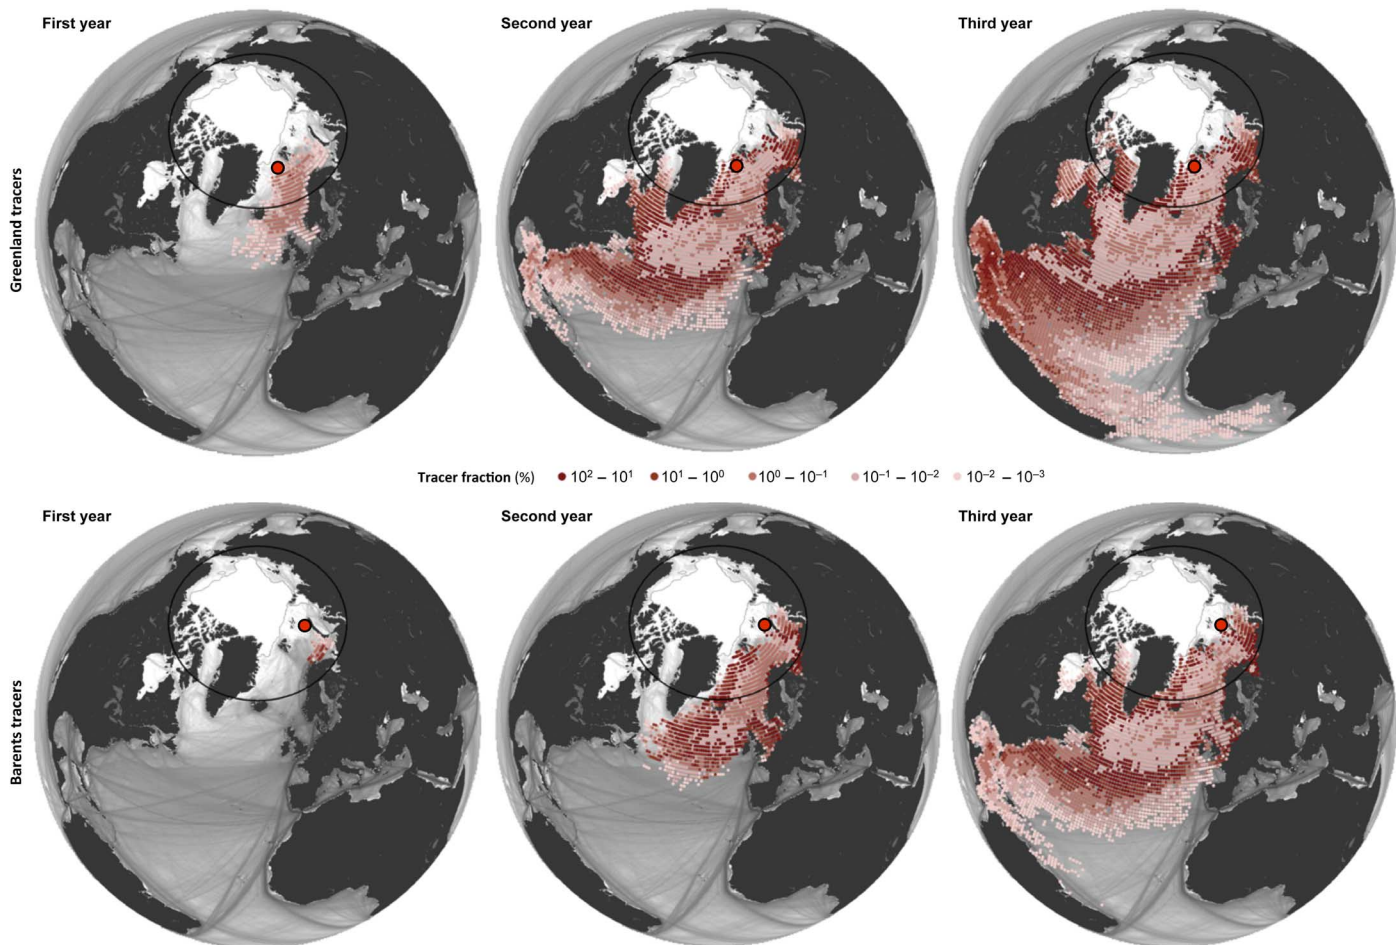 First year
Second year
Third year
Greenland tracers
Tracer fraction (%) 10² – 10¹ 10¹ – 10⁰ 10⁰ – 10⁻¹ 10⁻¹ – 10⁻² 10⁻² – 10⁻³
First year
Second year
Third year
Barents tracers